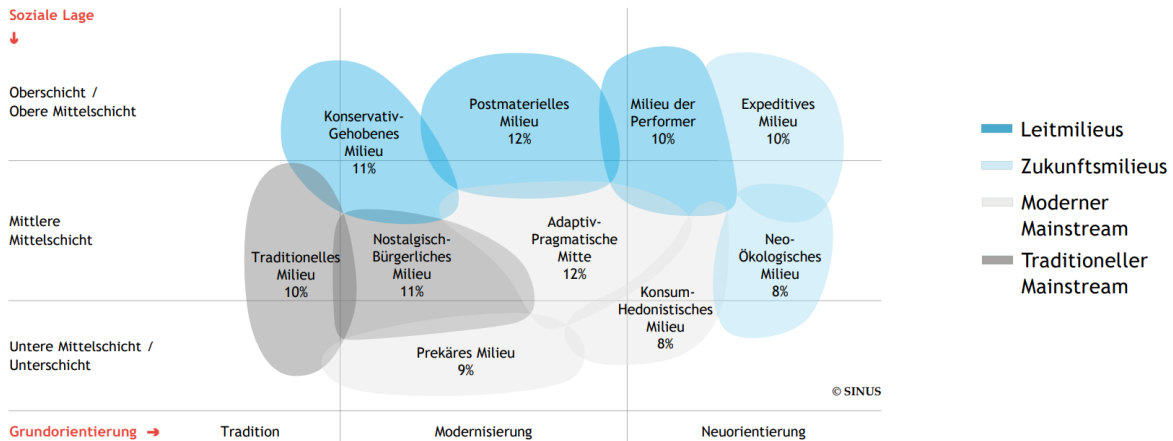 Soziale Lage
↓
Oberschicht /
Obere Mittelschicht
Konservativ-
Gehobenes
Milieu
11%
Postmaterielles
Milieu
12%
Milieu der
Performer
10%
Expeditives
Milieu
10%
Mittlere
Mittelschicht
Traditionelles
Milieu
10%
Nostalgisch-
Bürgerliches
Milieu
11%
Adaptiv-
Pragmatische
Mitte
12%
Neo-
Ökologisches
Milieu
8%
Konsum-
Hedonistisches
Milieu
8%
Untere Mittelschicht /
Unterschicht
Prekäres Milieu
9%
© SINUS
Grundorientierung →
Tradition
Modernisierung
Neuorientierung
Leitmilieus
Zukunftsmilieus
Moderner
Mainstream
Traditioneller
Mainstream